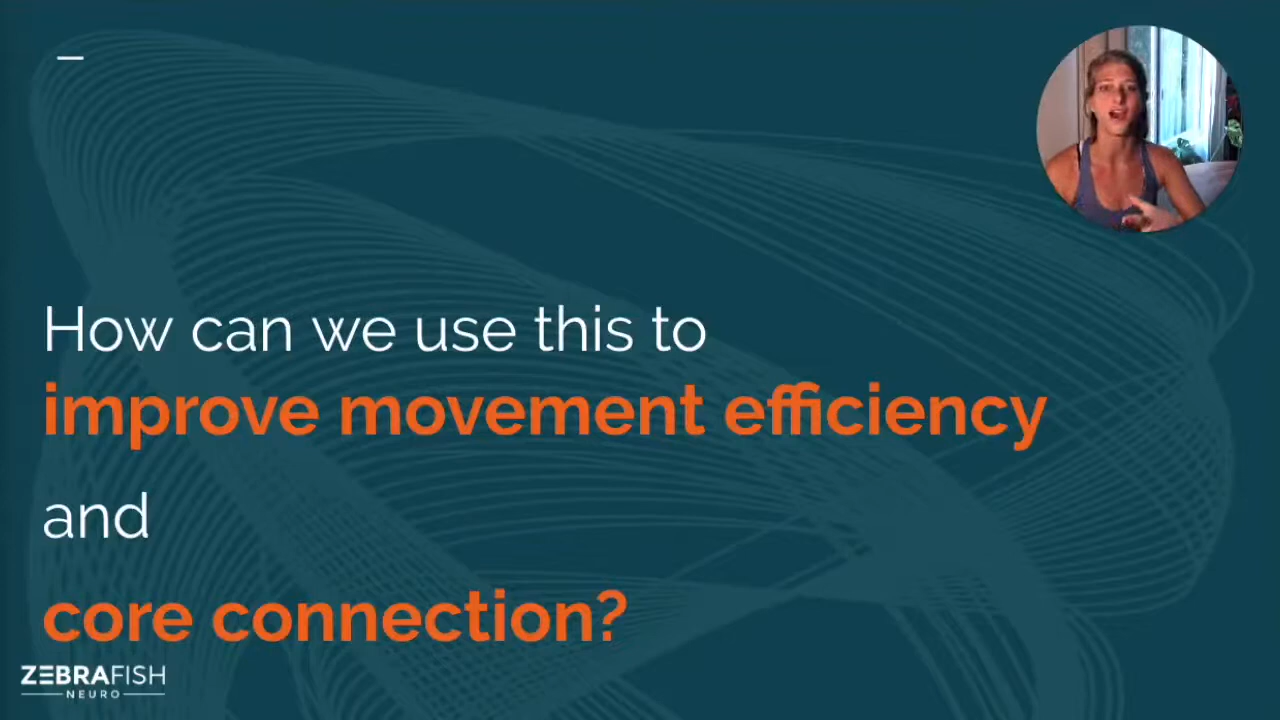 How can we use this to
improve movement efficiency
and
core connection?
ZEBRAFISH
NEURO